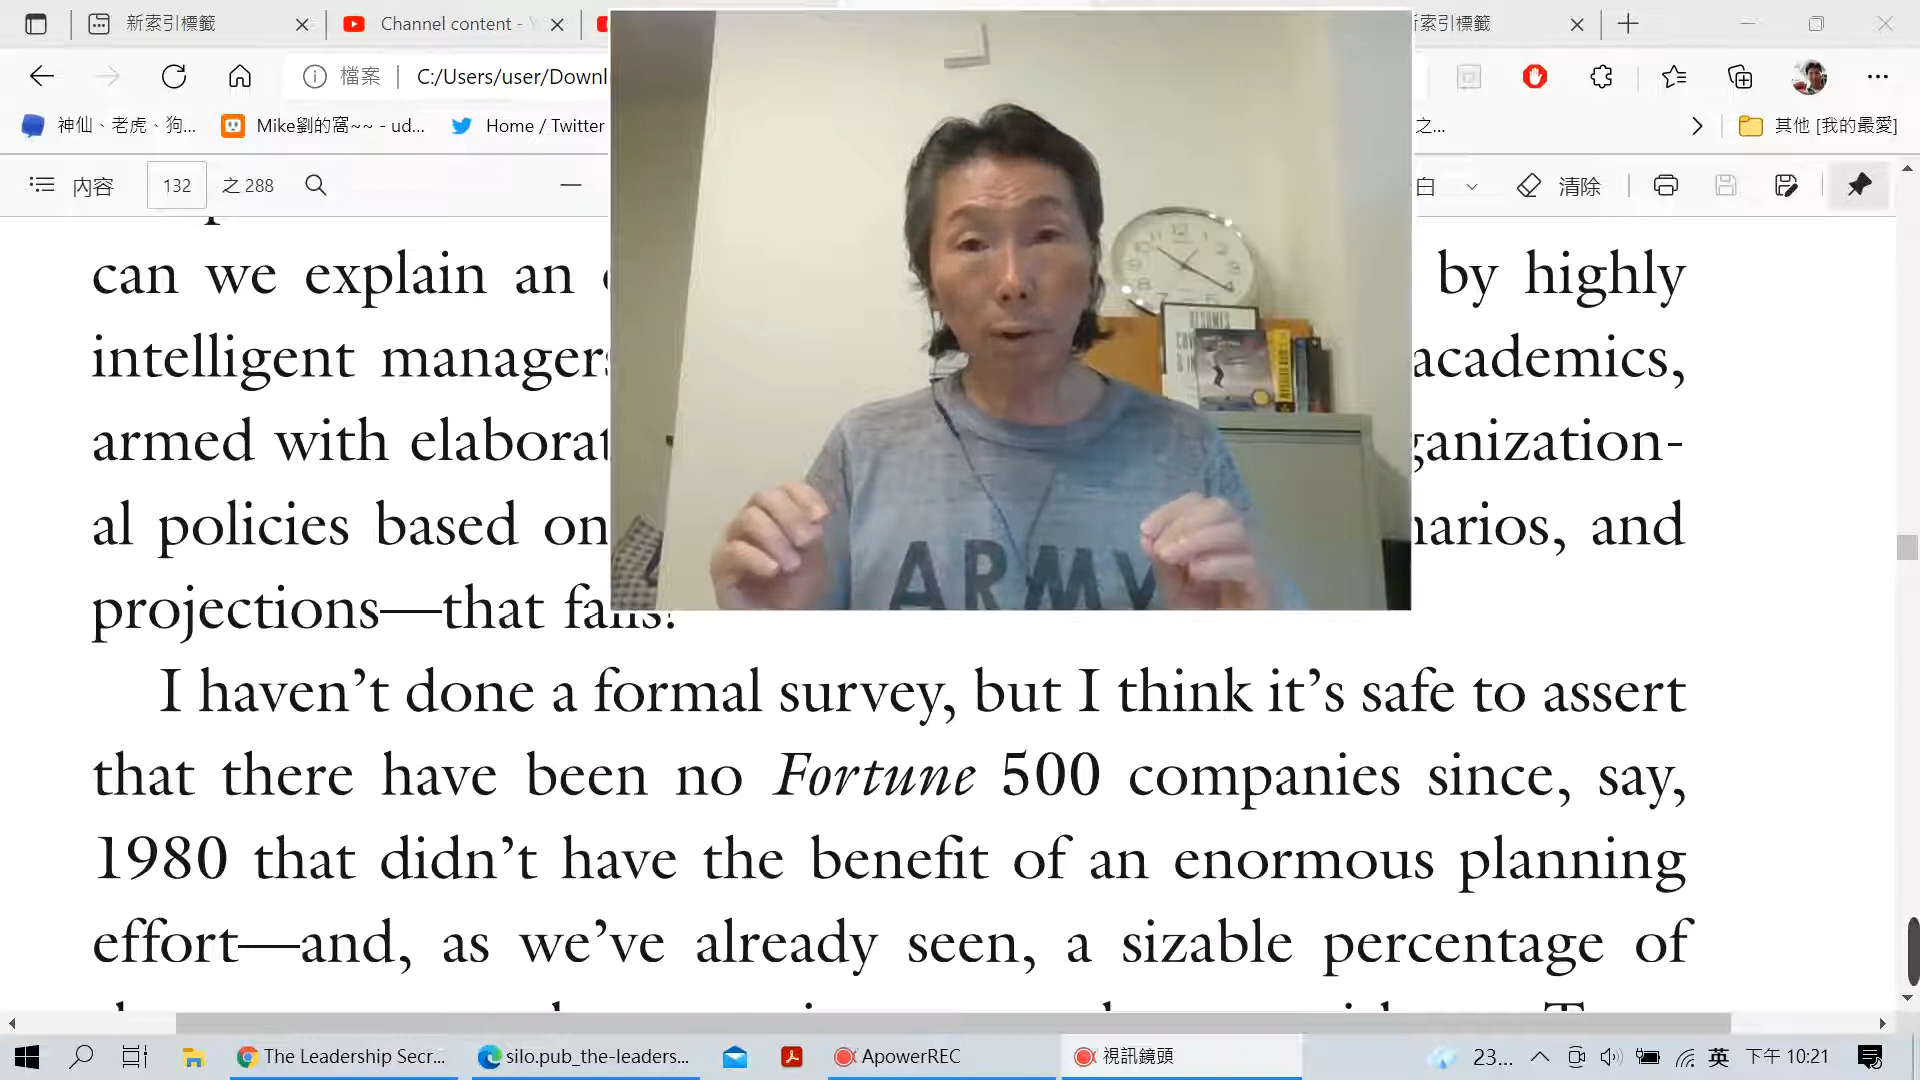 新索引標籤
Channel content -
新索引標籤
檔案
C:/Users/user/Downl
神仙、老虎、狗...
Mike劉的窩~~ - ud...
Home / Twitter
之...
其他 [我的最愛]
內容
132
之 288
白
清除
can we explain an
by highly
intelligent managers
academics,
armed with elaborat
ganization-
al policies based on
narios, and
projections—that fails?
I haven’t done a formal survey, but I think it’s safe to assert
that there have been no Fortune 500 companies since, say,
1980 that didn’t have the benefit of an enormous planning
effort—and, as we’ve already seen, a sizable percentage of
ARMY
The Leadership Secr...
silo.pub_the-leaders...
ApowerREC
視訊鏡頭
23...
英
下午 10:21